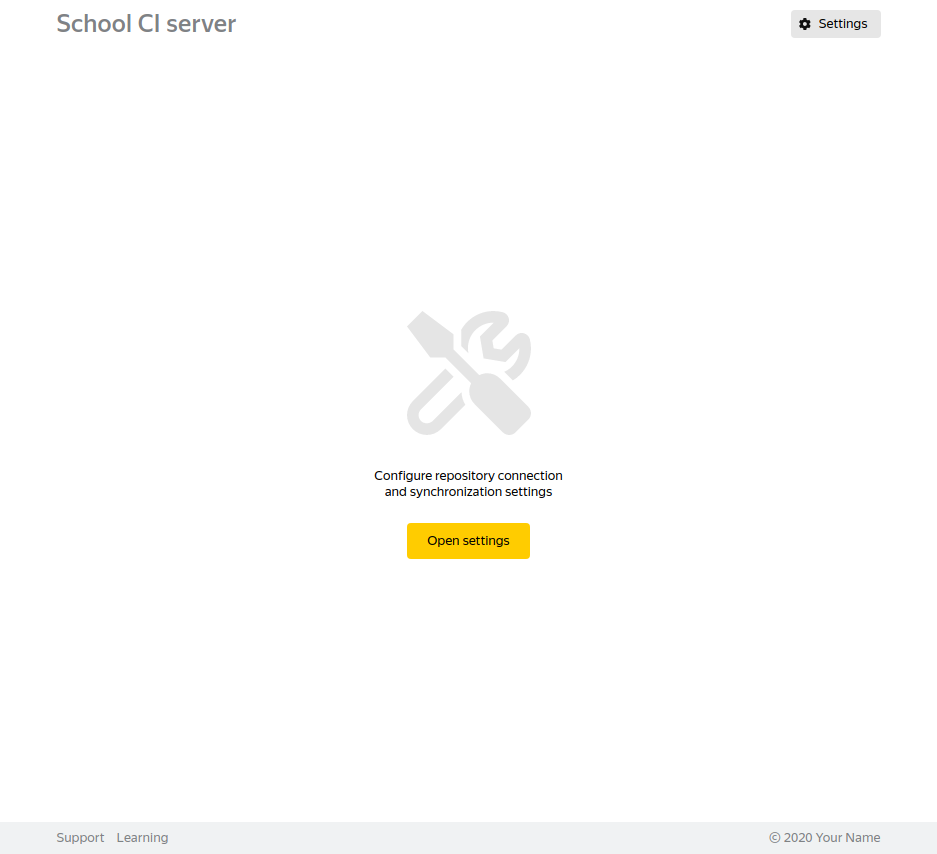 School CI server
Settings
Configure repository connection
and synchronization settings
Open settings
Support Learning
© 2020 Your Name